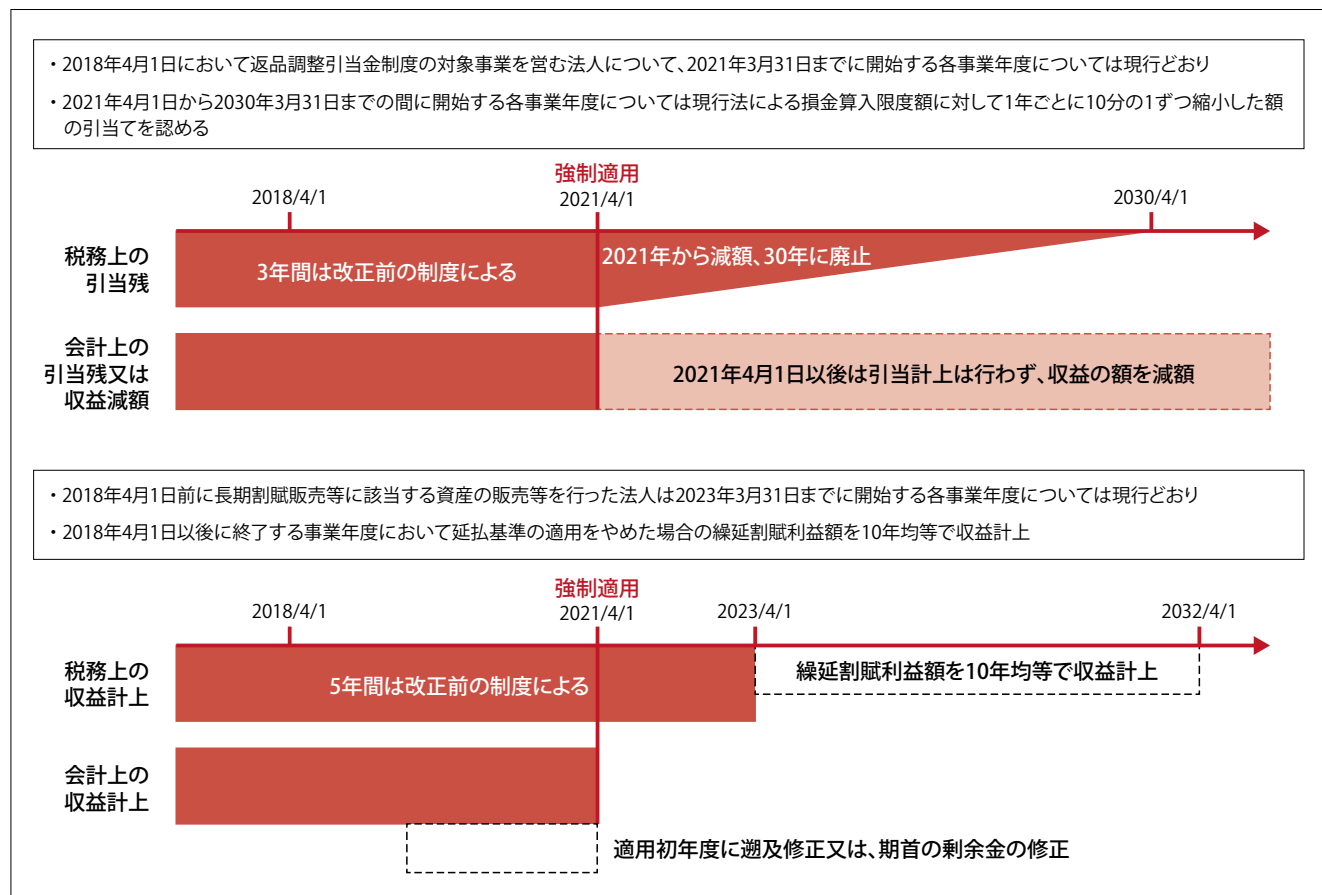 ・2018年4月1日において返品調整引当金制度の対象事業を営む法人について、2021年3月31日までに開始する各事業年度については現行どおり
・2021年4月1日から2030年3月31日までの間に開始する各事業年度については現行法による損金算入限度額に対して1年ごとに10分の1ずつ縮小した額
の引当てを認める
強制適用
2018/4/1
2021/4/1
2030/4/1
税務上の
引当残
3年間は改正前の制度による
2021年から減額、30年に廃止
会計上の
引当残又は
収益減額
2021年4月1日以後は引当計上は行わず、収益の額を減額
・2018年4月1日前に長期割賦販売等に該当する資産の販売等を行った法人は2023年3月31日までに開始する各事業年度については現行どおり
・2018年4月1日以後に終了する事業年度において延払基準の適用をやめた場合の繰延割賦利益額を10年均等で収益計上
強制適用
2018/4/1
2021/4/1
2023/4/1
2032/4/1
税務上の
収益計上
5年間は改正前の制度による
繰延割賦利益額を10年均等で収益計上
会計上の
収益計上
適用初年度に遡及修正又は、期首の剰余金の修正